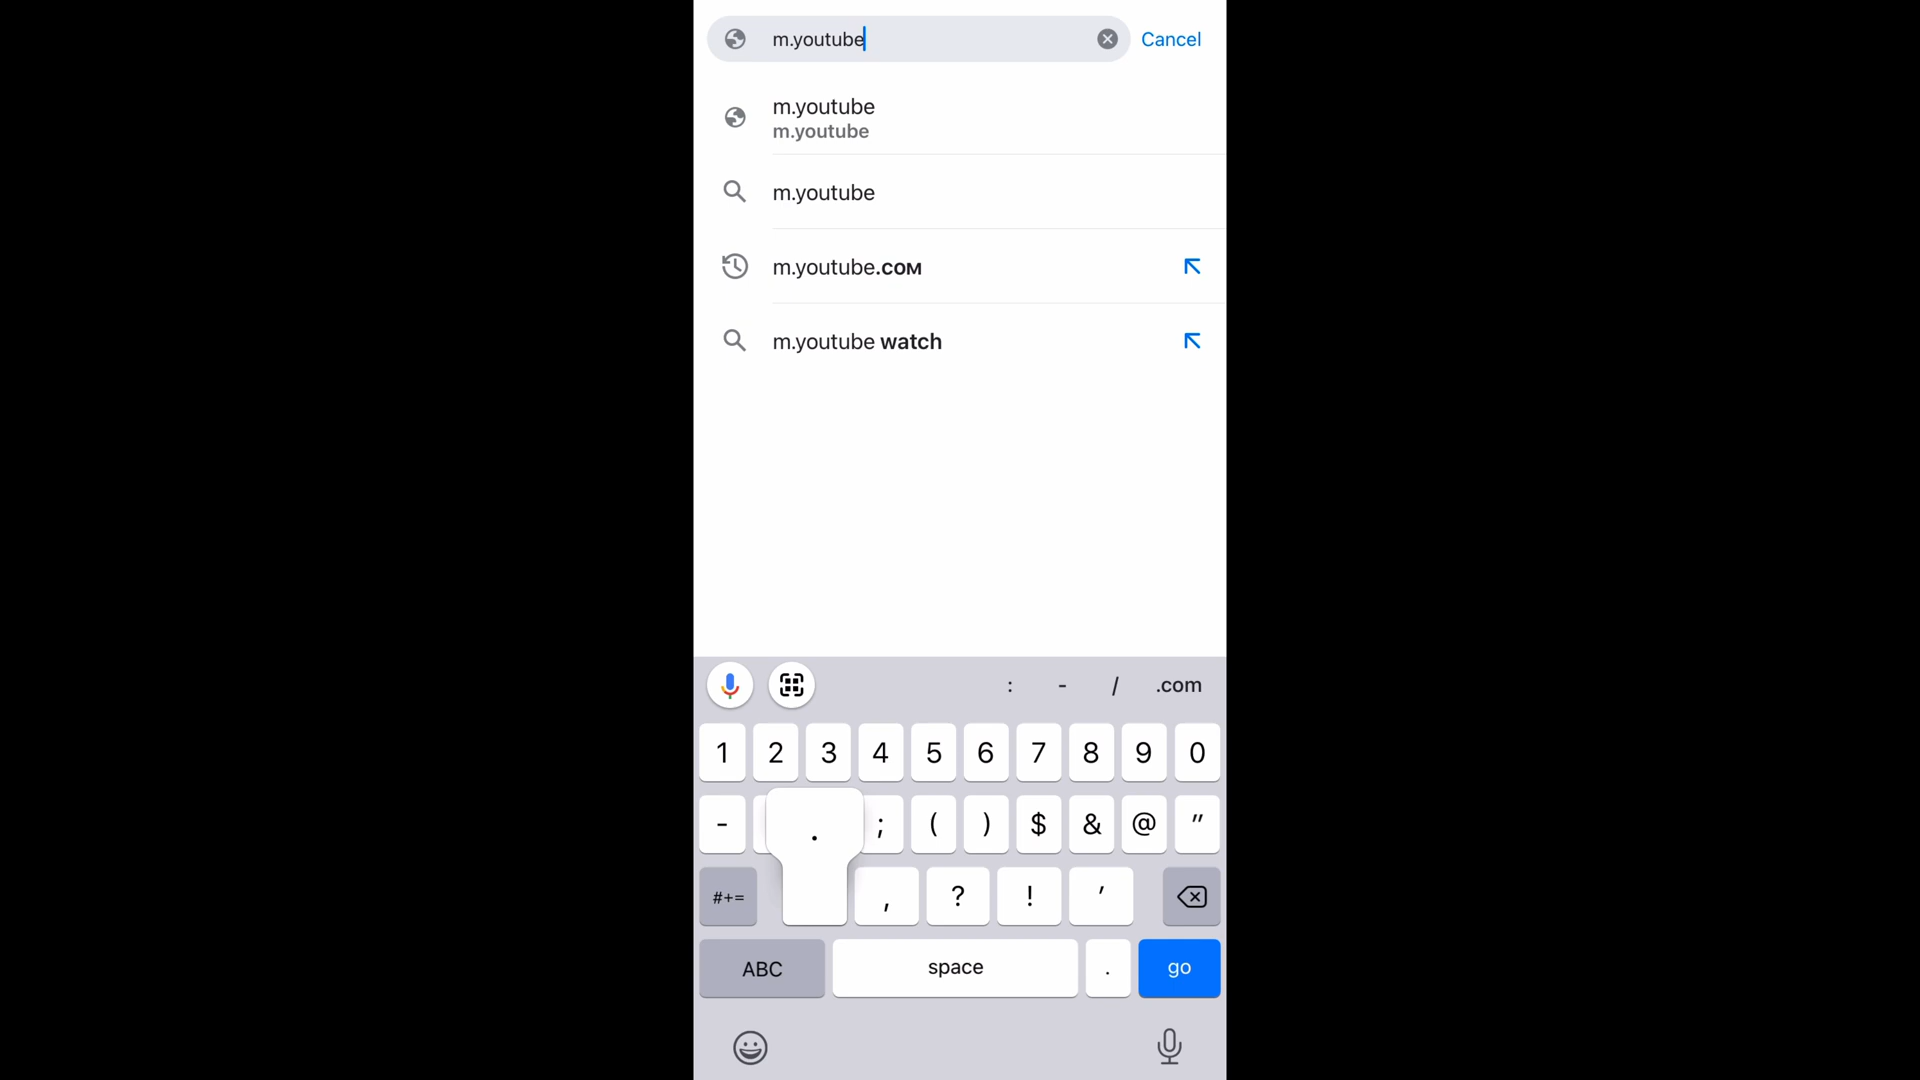 m.youtube
Cancel
m.youtube
m.youtube
m.youtube
m.youtube.ᴄᴏᴍ
m.youtube watch
: - / .com
1 2 3 4 5 6 7 8 9 0
- . ; ( ) $ & @ "
#+= , ? ! ′
ABC space . go